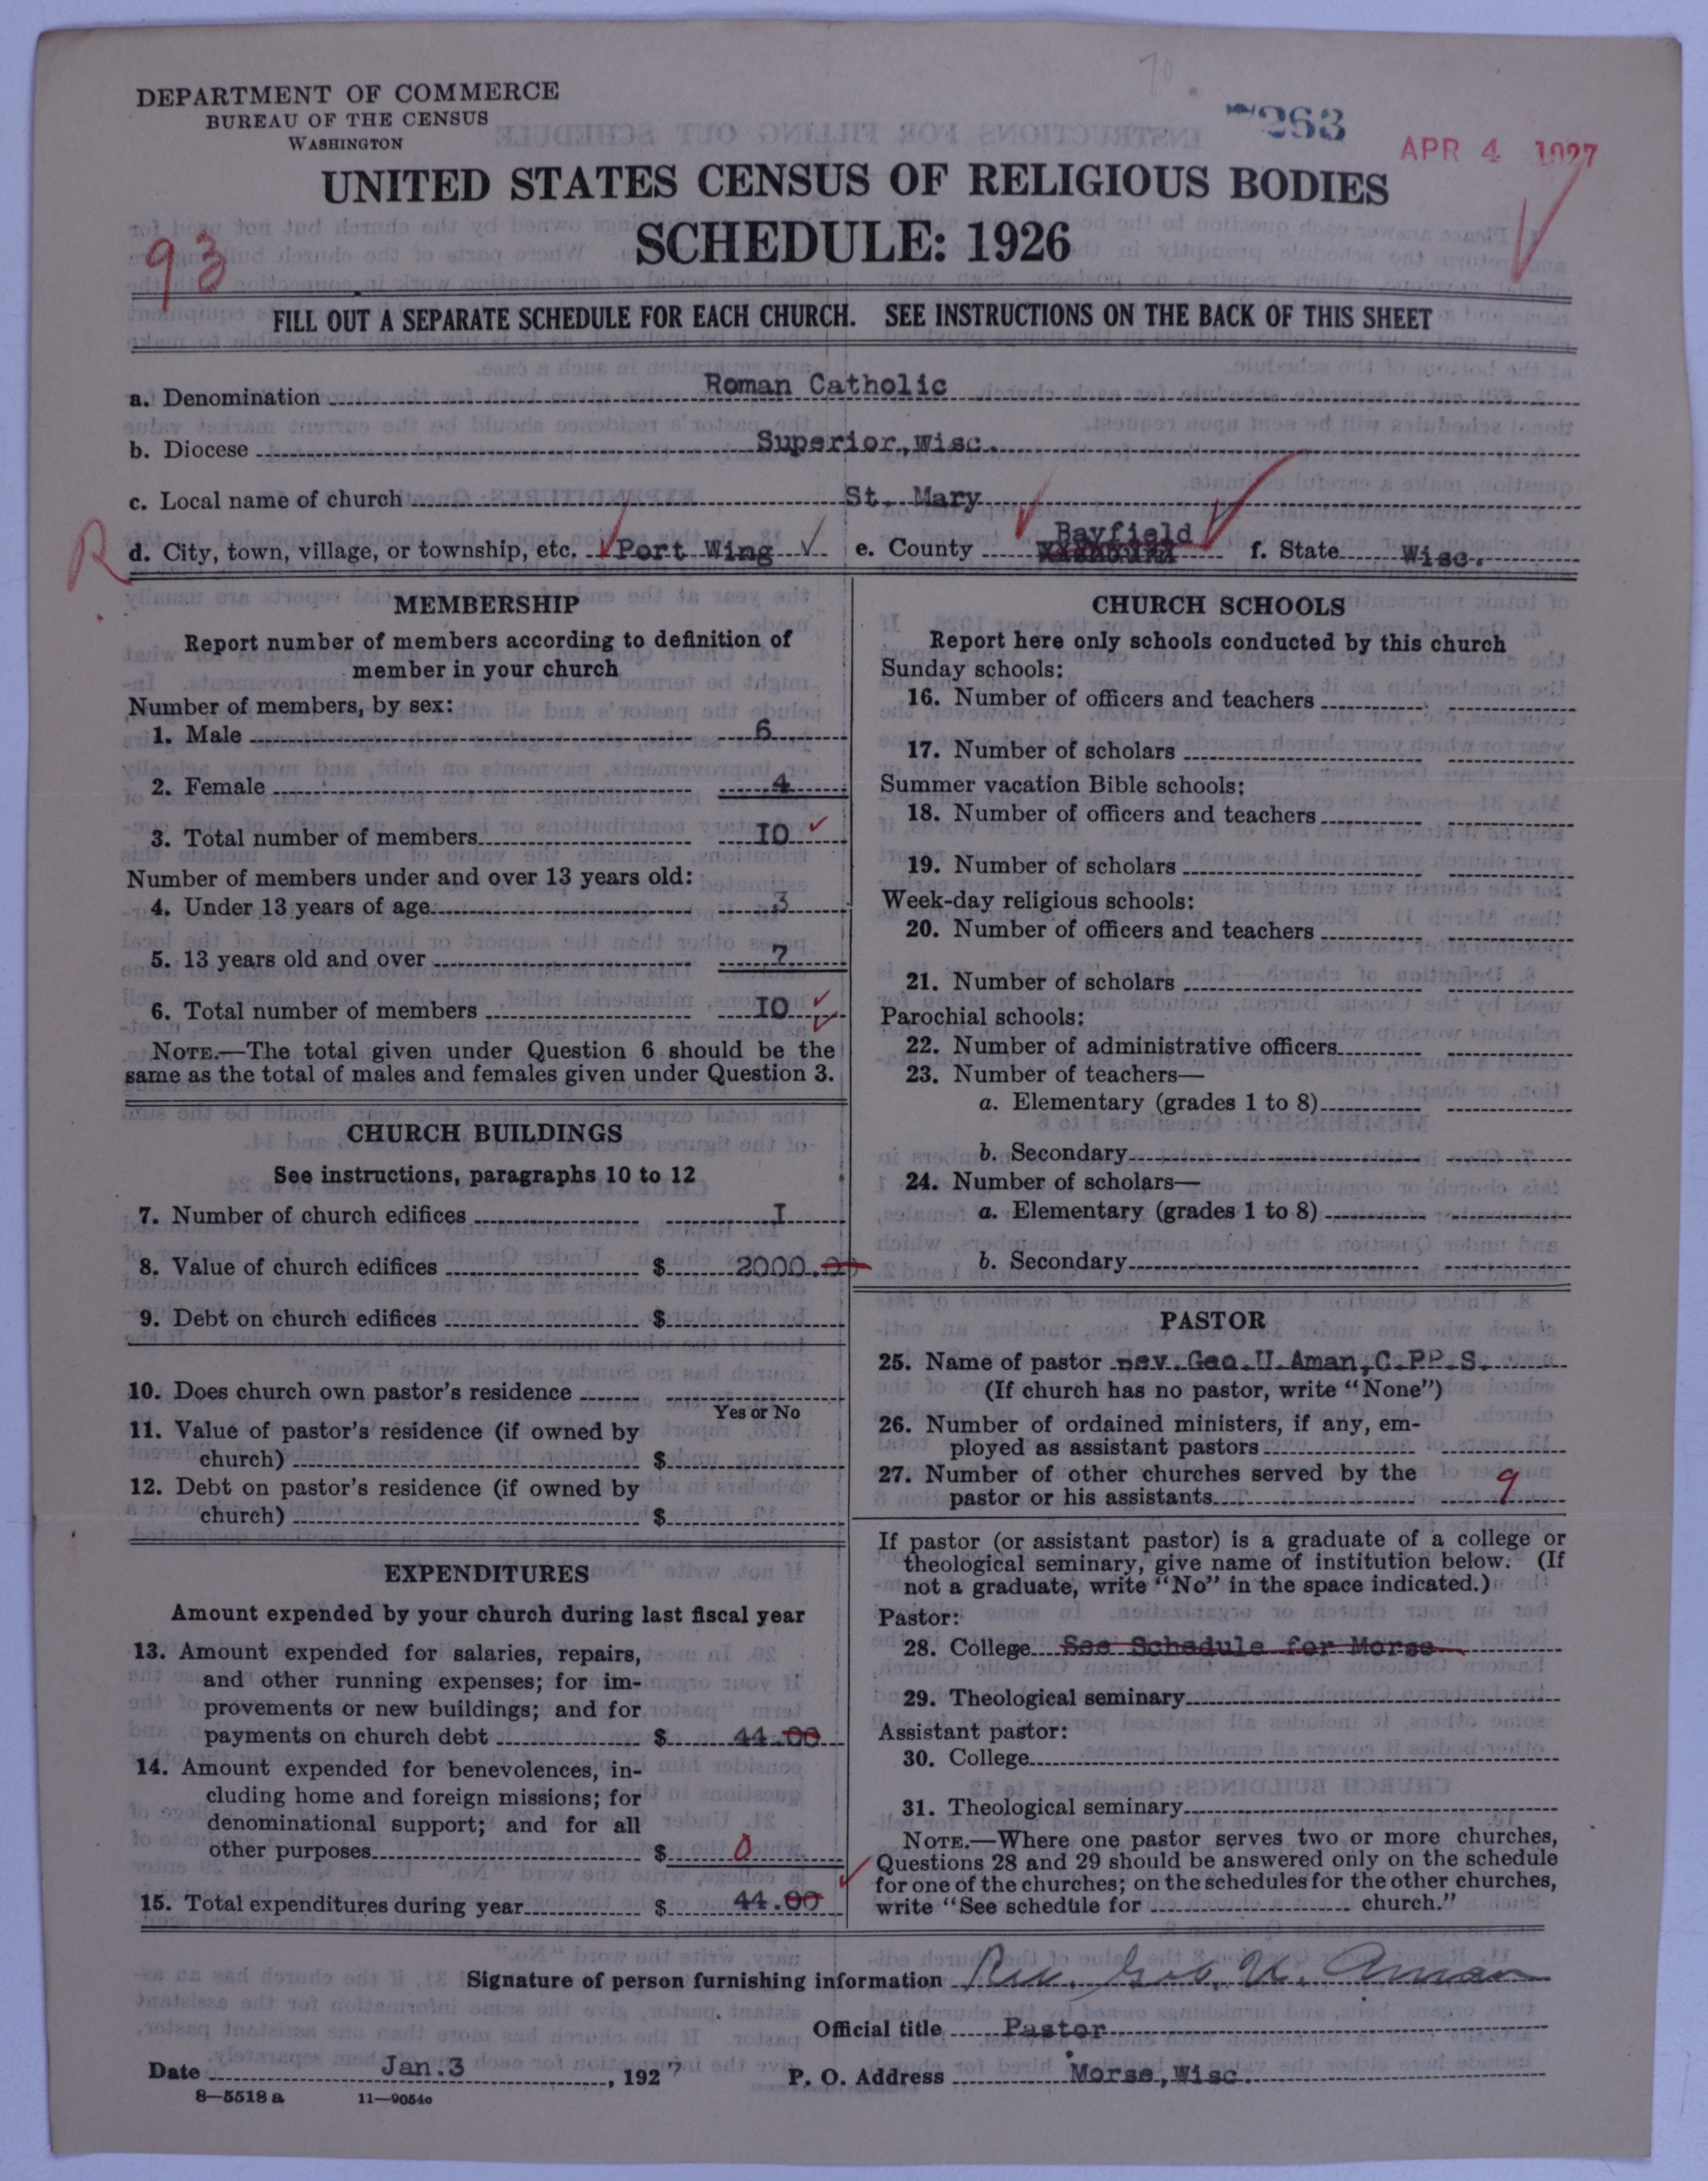 70
DEPARTMENT OF COMMERCE
BUREAU OF THE CENSUS
WASHINGTON
7263
APR 4 1927
UNITED STATES CENSUS OF RELIGIOUS BODIES
SCHEDULE: 1926
93
FILL OUT A SEPARATE SCHEDULE FOR EACH CHURCH. SEE INSTRUCTIONS ON THE BACK OF THIS SHEET
a. Denomination Roman Catholic
b. Diocese Superior, Wisc.
c. Local name of church St. Mary
R
d. City, town, village, or township, etc. Port Wing e. County Bayfield f. State Wisc.
MEMBERSHIP
Report number of members according to definition of
member in your church
Number of members, by sex:
1. Male 6
2. Female 4
3. Total number of members 10
Number of members under and over 13 years old:
4. Under 13 years of age 3
5. 13 years old and over 7
6. Total number of members 10
NOTE.—The total given under Question 6 should be the
same as the total of males and females given under Question 3.
CHURCH BUILDINGS
See instructions, paragraphs 10 to 12
7. Number of church edifices I
8. Value of church edifices $ 2000.00
9. Debt on church edifices $
10. Does church own pastor's residence
Yes or No
11. Value of pastor's residence (if owned by
church) $
12. Debt on pastor's residence (if owned by
church) $
EXPENDITURES
Amount expended by your church during last fiscal year
13. Amount expended for salaries, repairs,
and other running expenses; for im-
provements or new buildings; and for
payments on church debt $ 44.00
14. Amount expended for benevolences, in-
cluding home and foreign missions; for
denominational support; and for all
other purposes $ 0
15. Total expenditures during year $ 44.00
CHURCH SCHOOLS
Report here only schools conducted by this church
Sunday schools:
16. Number of officers and teachers
17. Number of scholars
Summer vacation Bible schools:
18. Number of officers and teachers
19. Number of scholars
Week-day religious schools:
20. Number of officers and teachers
21. Number of scholars
Parochial schools:
22. Number of administrative officers
23. Number of teachers—
a. Elementary (grades 1 to 8)
b. Secondary
24. Number of scholars—
a. Elementary (grades 1 to 8)
b. Secondary
PASTOR
25. Name of pastor Rev. Geo. U. Aman, C.PP.S.
(If church has no pastor, write "None")
26. Number of ordained ministers, if any, em-
ployed as assistant pastors
27. Number of other churches served by the
pastor or his assistants 9
If pastor (or assistant pastor) is a graduate of a college or
theological seminary, give name of institution below. (If
not a graduate, write "No" in the space indicated.)
Pastor:
28. College See Schedule for Morse
29. Theological seminary
Assistant pastor:
30. College
31. Theological seminary
NOTE.—Where one pastor serves two or more churches,
Questions 28 and 29 should be answered only on the schedule
for one of the churches; on the schedules for the other churches,
write "See schedule for church."
Signature of person furnishing information Rev. Geo. U. Aman
Official title Pastor
Date Jan. 3, 1927 P. O. Address Morse, Wisc.
8—5518 a 11—9054o